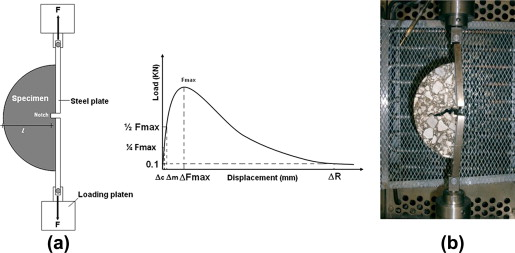 F
Specimen
Steel plate
Notch
l
Loading platen
F
(a)
Load (KN)
Fmax
½ Fmax
¼ Fmax
0.1
Δc Δm ΔFmax Displacement (mm) ΔR
(b)